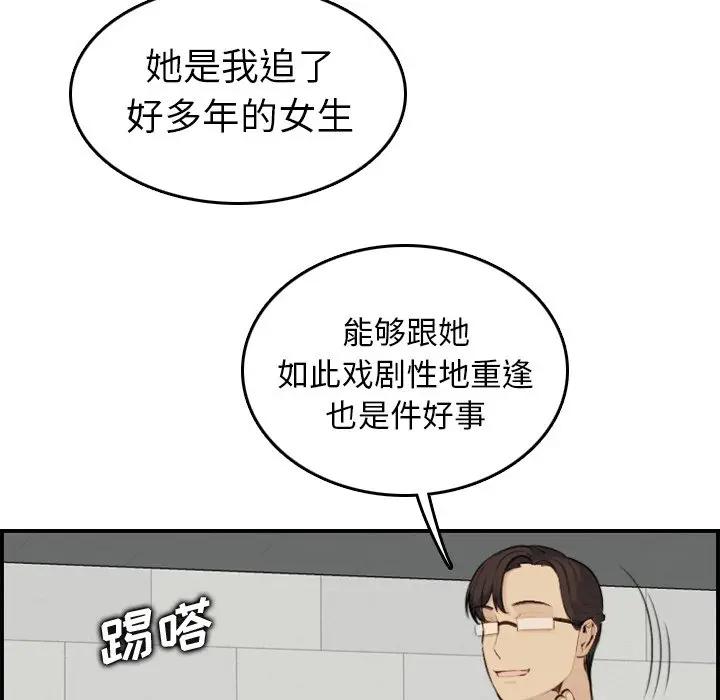 她是我追了
好多年的女生
能够跟她
如此戏剧性地重逢
也是件好事
踢嗒